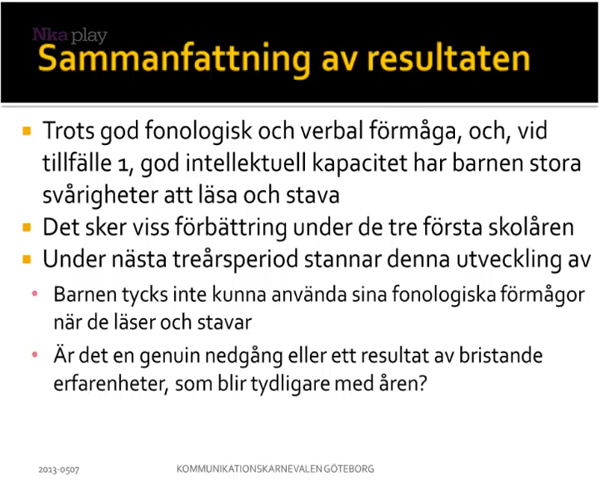 Nka play
Sammanfattning av resultaten
Trots god fonologisk och verbal förmåga, och, vid
tillfälle 1, god intellektuell kapacitet har barnen stora
svårigheter att läsa och stava
Det sker viss förbättring under de tre första skolåren
Under nästa treårsperiod stannar denna utveckling av
Barnen tycks inte kunna använda sina fonologiska förmågor
när de läser och stavar
Är det en genuin nedgång eller ett resultat av bristande
erfarenheter, som blir tydligare med åren?
2013-0507 KOMMUNIKATIONSKARNEVALEN GÖTEBORG